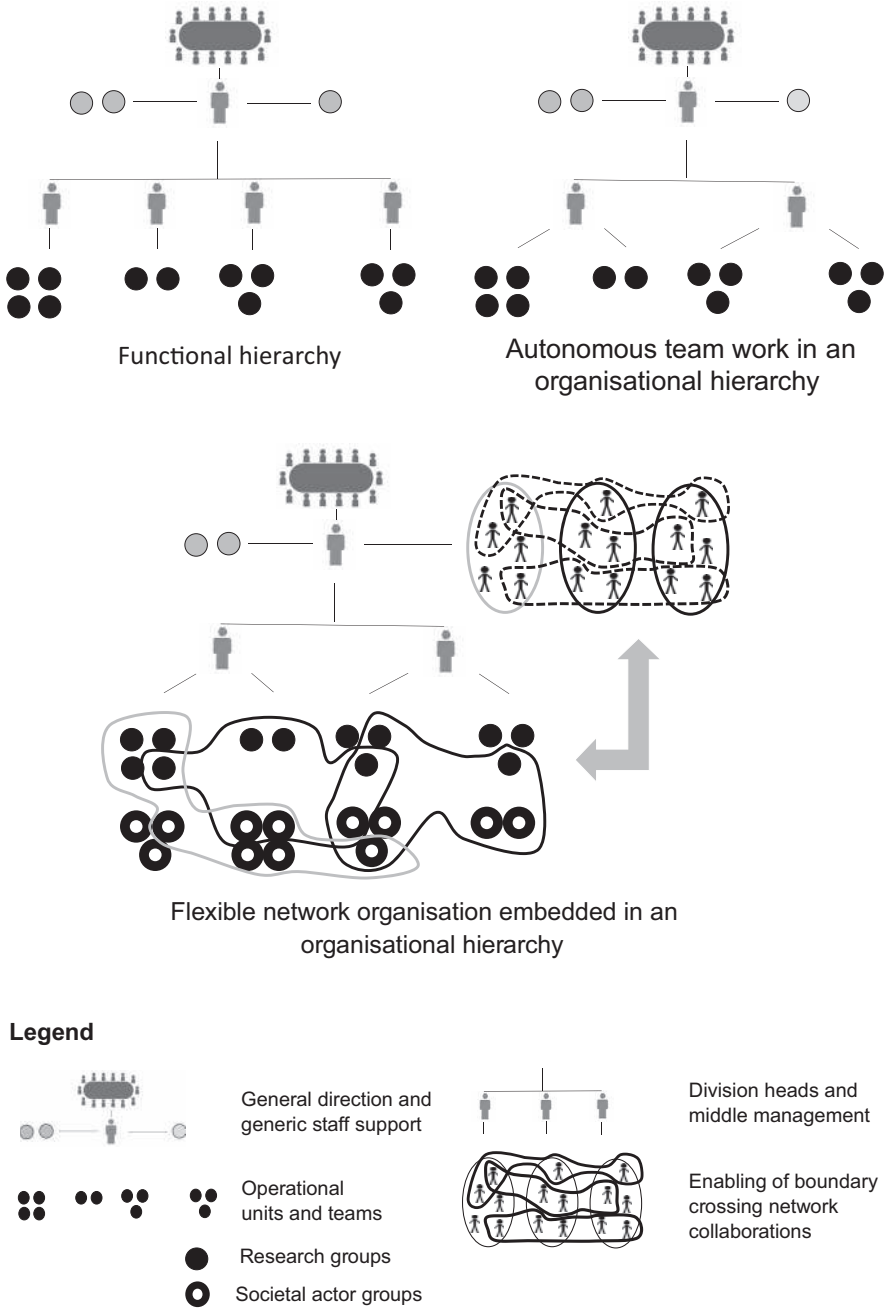 Functional hierarchy
Autonomous team work in an
organisational hierarchy
Flexible network organisation embedded in an
organisational hierarchy
Legend
General direction and
generic staff support
Division heads and
middle management
Operational
units and teams
Enabling of boundary
crossing network
collaborations
Research groups
Societal actor groups